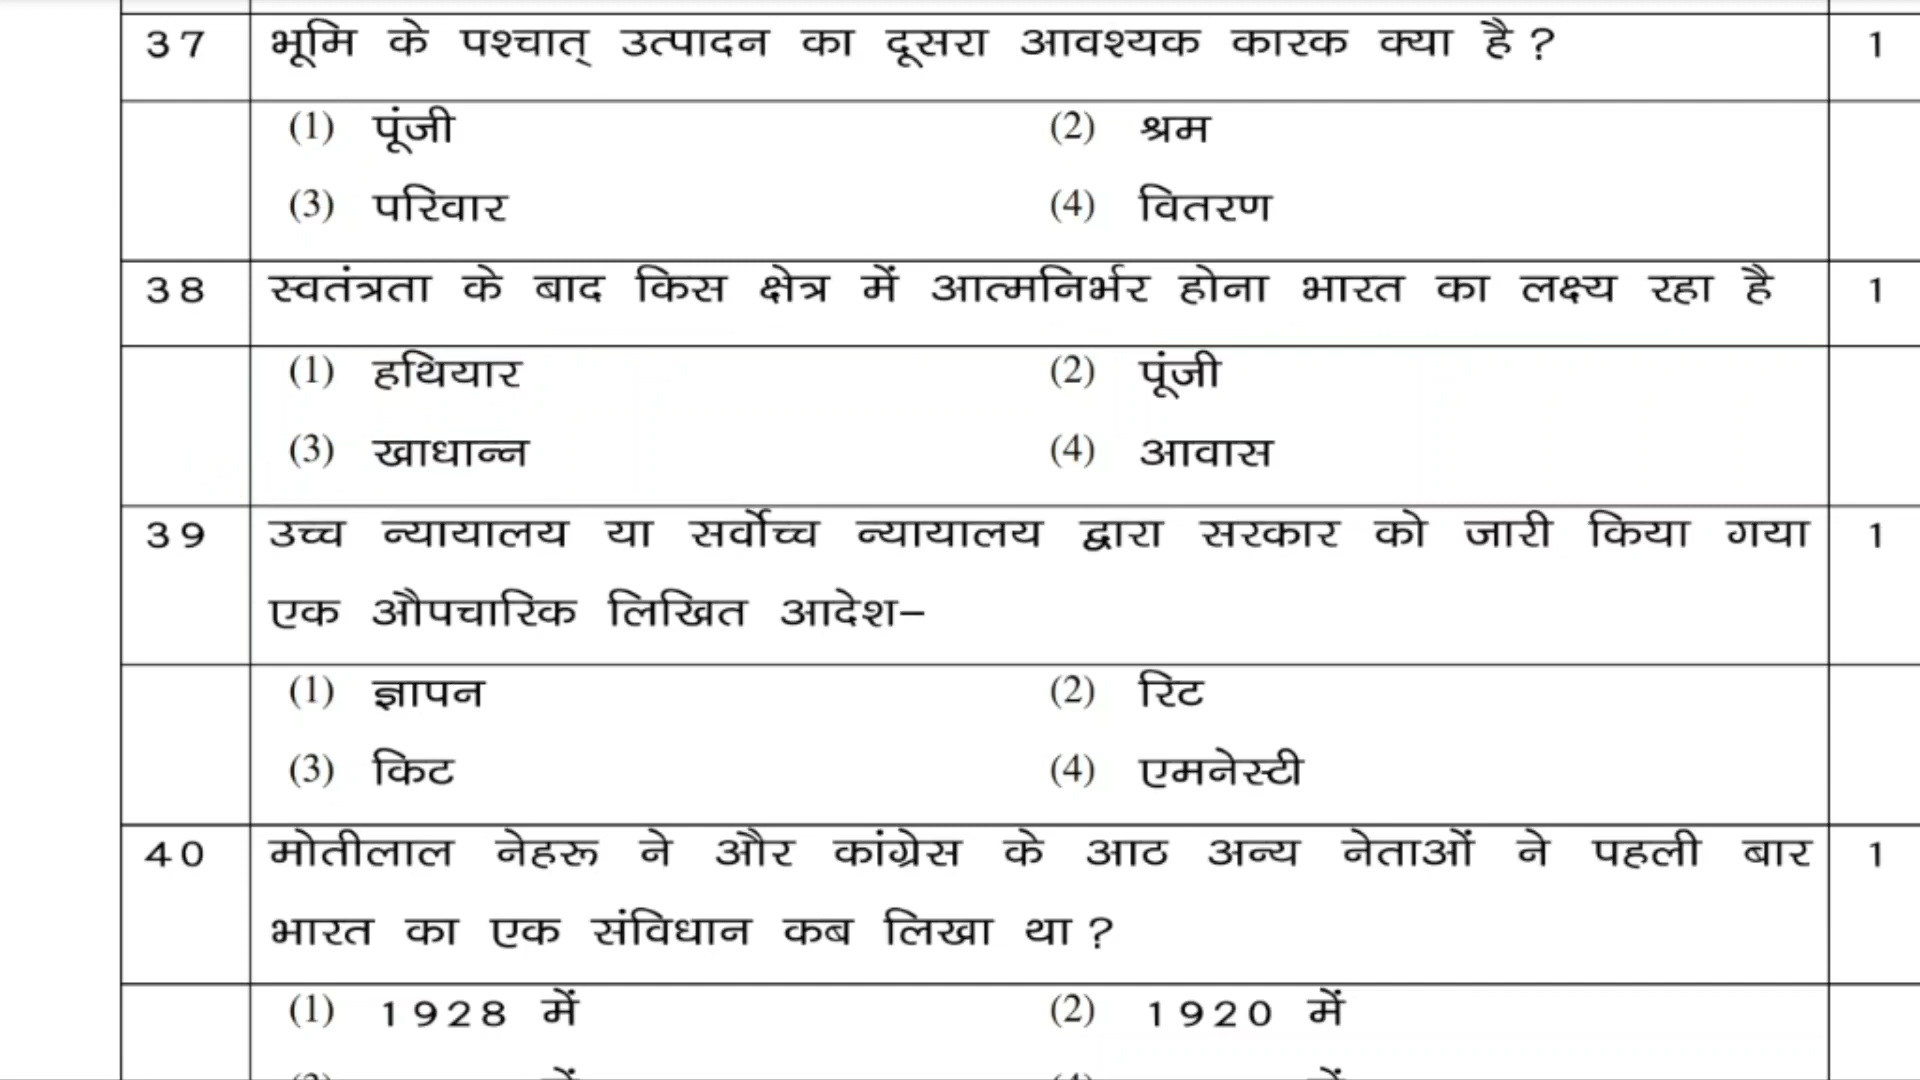 37 भूमि के पश्चात् उत्पादन का दूसरा आवश्यक कारक क्या है ? 1
(1) पूंजी (2) श्रम
(3) परिवार (4) वितरण
38 स्वतंत्रता के बाद किस क्षेत्र में आत्मनिर्भर होना भारत का लक्ष्य रहा है 1
(1) हथियार (2) पूंजी
(3) खाधान्न (4) आवास
39 उच्च न्यायालय या सर्वोच्च न्यायालय द्वारा सरकार को जारी किया गया 1
एक औपचारिक लिखित आदेश–
(1) ज्ञापन (2) रिट
(3) किट (4) एमनेस्टी
40 मोतीलाल नेहरू ने और कांग्रेस के आठ अन्य नेताओं ने पहली बार 1
भारत का एक संविधान कब लिखा था ?
(1) 1928 में (2) 1920 में